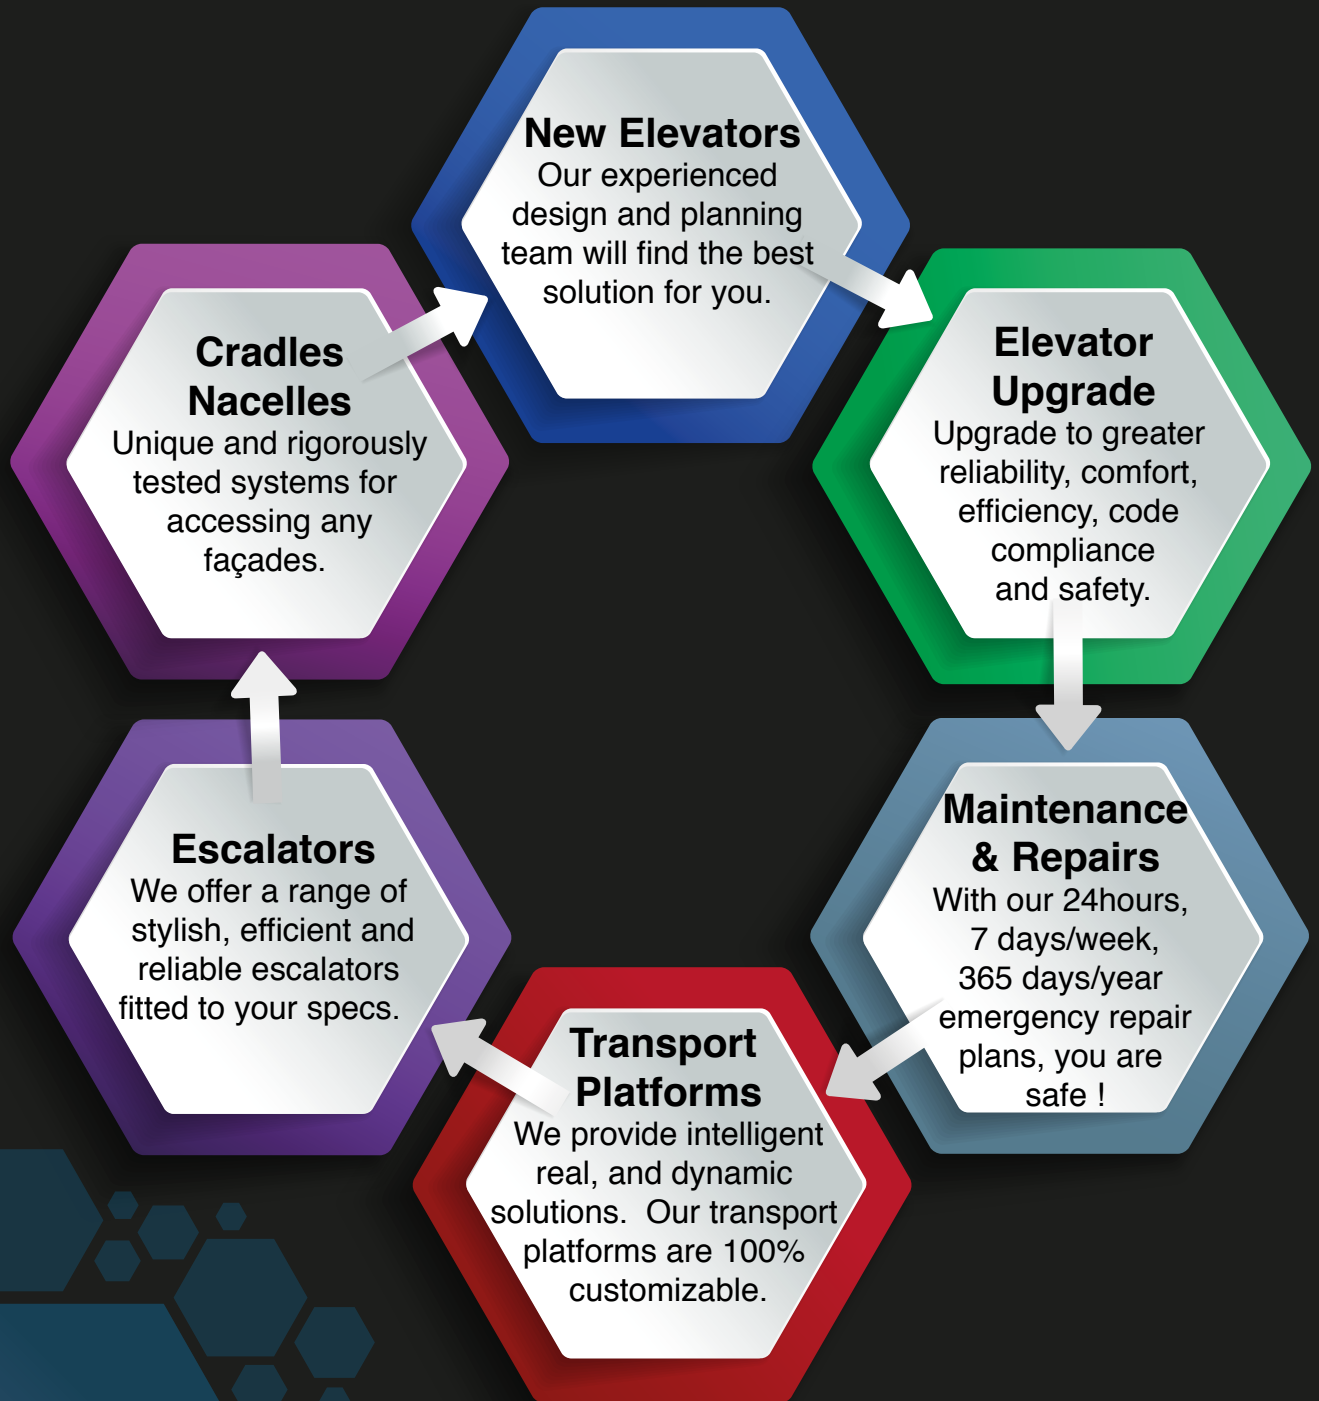 New Elevators
Our experienced
design and planning
team will find the best
solution for you.
Elevator
Upgrade
Upgrade to greater
reliability, comfort,
efficiency, code
compliance
and safety.
Maintenance
& Repairs
With our 24hours,
7 days/week,
365 days/year
emergency repair
plans, you are
safe !
Transport
Platforms
We provide intelligent
real, and dynamic
solutions.  Our transport
platforms are 100%
customizable.
Escalators
We offer a range of
stylish, efficient and
reliable escalators
fitted to your specs.
Cradles
Nacelles
Unique and rigorously
tested systems for
accessing any
façades.